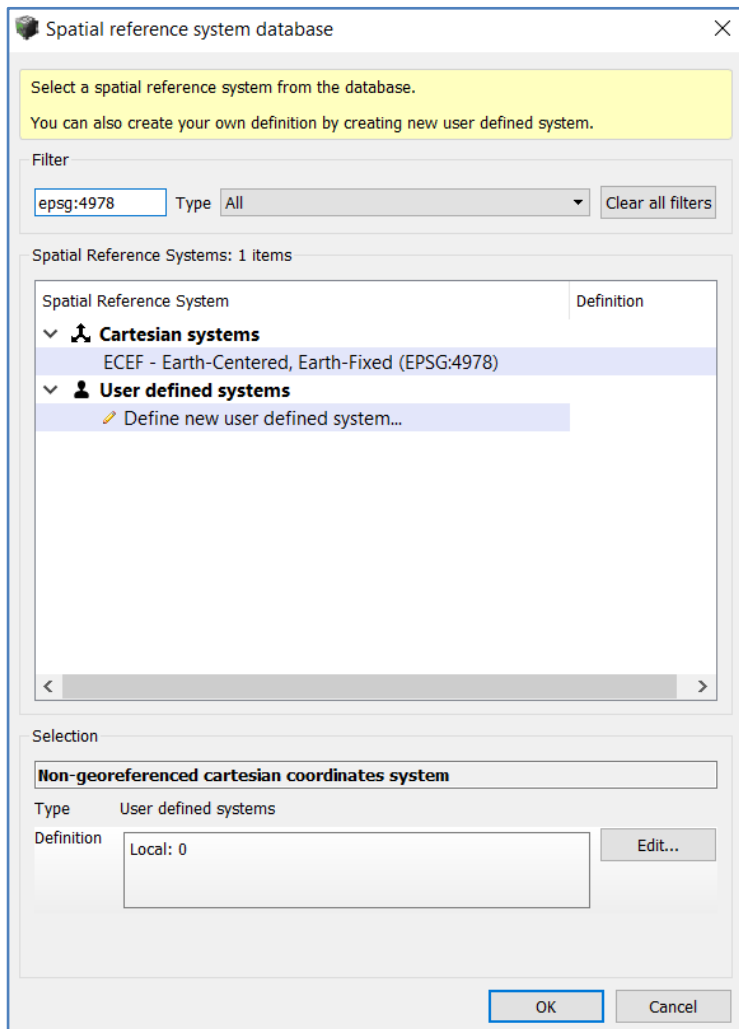 Spatial reference system database
Select a spatial reference system from the database.
You can also create your own definition by creating new user defined system.
Filter
epsg:4978 Type All Clear all filters
Spatial Reference Systems: 1 items
Spatial Reference System Definition
Cartesian systems
ECEF - Earth-Centered, Earth-Fixed (EPSG:4978)
User defined systems
Define new user defined system...
Selection
Non-georeferenced cartesian coordinates system
Type User defined systems
Definition Local: 0 Edit...
OK Cancel